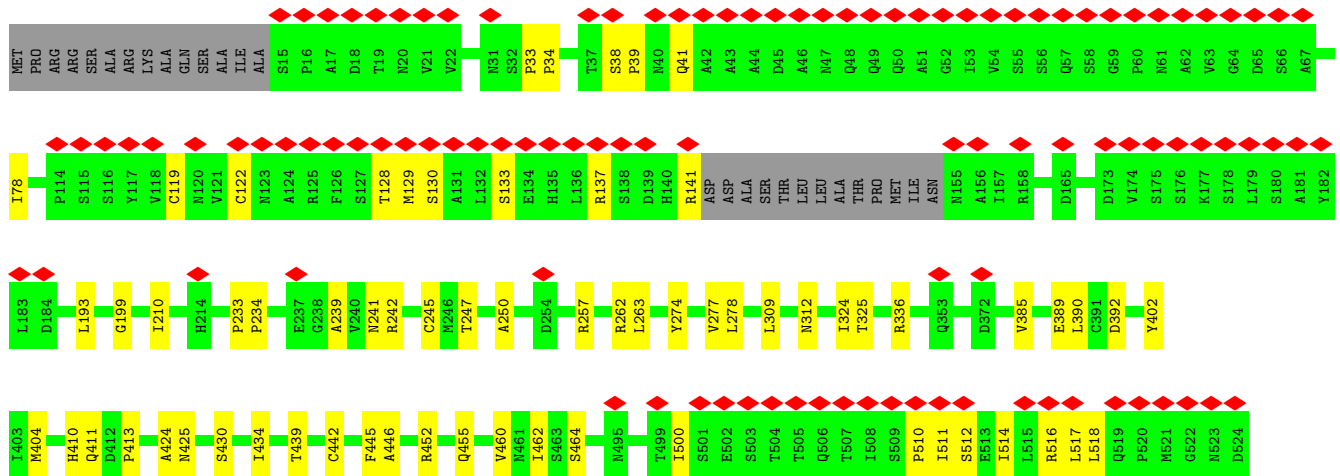 MET PRO ARG ARG SER ALA ARG LYS ALA GLN SER ALA ILE ALA S15 P16 A17 D18 T19 N20 V21 V22 N31 S32 P33 P34 T37 S38 P39 N40 Q41 A42 A43 A44 D45 A46 N47 Q48 Q49 Q50 A51 G52 I53 V54 S55 S56 Q57 S58 G59 P60 N61 A62 V63 G64 D65 S66 A67
I78 P114 S115 S116 Y117 V118 C119 N120 V121 C122 N123 A124 R125 F126 S127 T128 M129 S130 A131 L132 S133 E134 H135 L136 R137 S138 D139 H140 R141 ASP ASP ALA SER THR LEU LEU ALA THR PRO MET ILE ASN N155 A156 I157 R158 D165 D173 V174 S175 S176 K177 S178 L179 S180 A181 Y182
L183 D184 L193 G199 I210 H214 P233 P234 E237 G238 A239 V240 N241 R242 C245 M246 T247 A250 D254 R257 R262 L263 Y274 V277 L278 L309 N312 I324 T325 R336 Q353 D372 V385 E389 L390 C391 D392 Y402
I403 M404 H410 Q411 D412 P413 A424 N425 S430 I434 T439 C442 F445 A446 R452 Q455 V460 N461 I462 S463 S464 N495 T499 I500 S501 E502 S503 T504 T505 Q506 T507 I508 S509 P510 I511 S512 E513 I514 L515 R516 L517 L518 Q519 P520 M521 G522 N523 D524